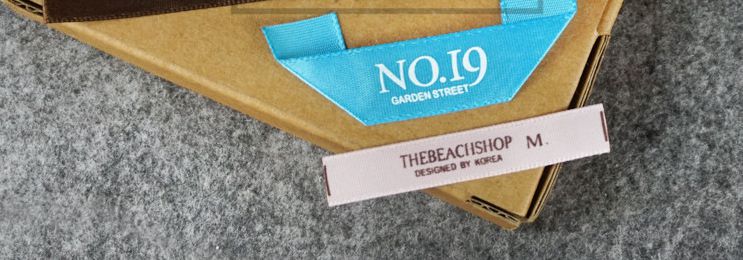 NO.19
GARDEN STREET
THEBEACHSHOP M.
DESIGNED BY KOREA